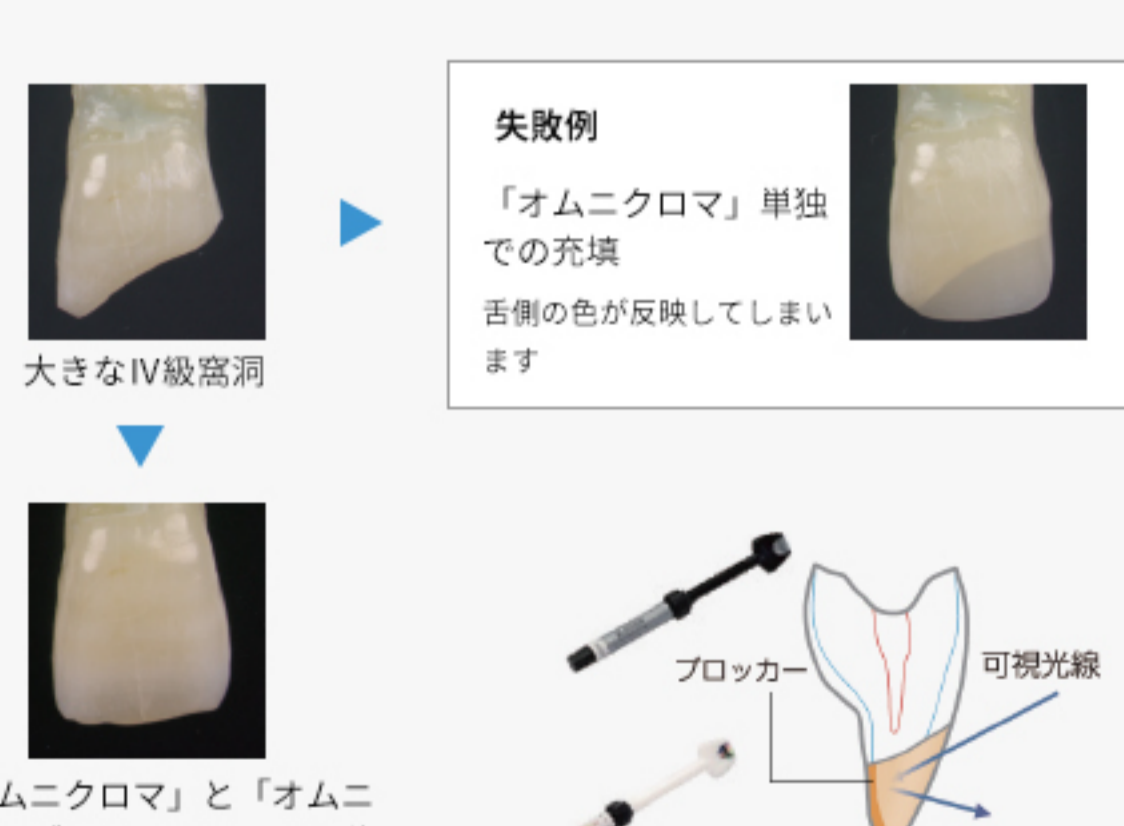 失敗例
「オムニクロマ」単独
での充填
舌側の色が反映してしまい
ます
大きなⅣ級窩洞
ブロッカー
可視光線
ムニクロマ」と「オムニ